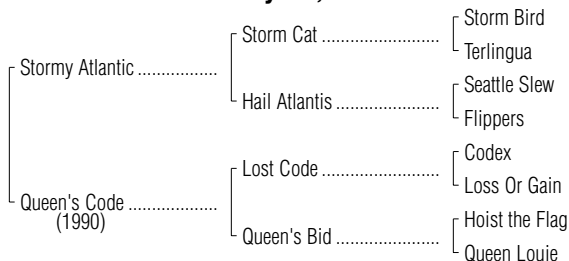 Storm Bird
Storm Cat ........................
Terlingua
Stormy Atlantic ................
Seattle Slew
Hail Atlantis .....................
Flippers
Codex
Lost Code ........................
Loss Or Gain
Queen's Code ..................
(1990)
Hoist the Flag
Queen's Bid .....................
Queen Louie